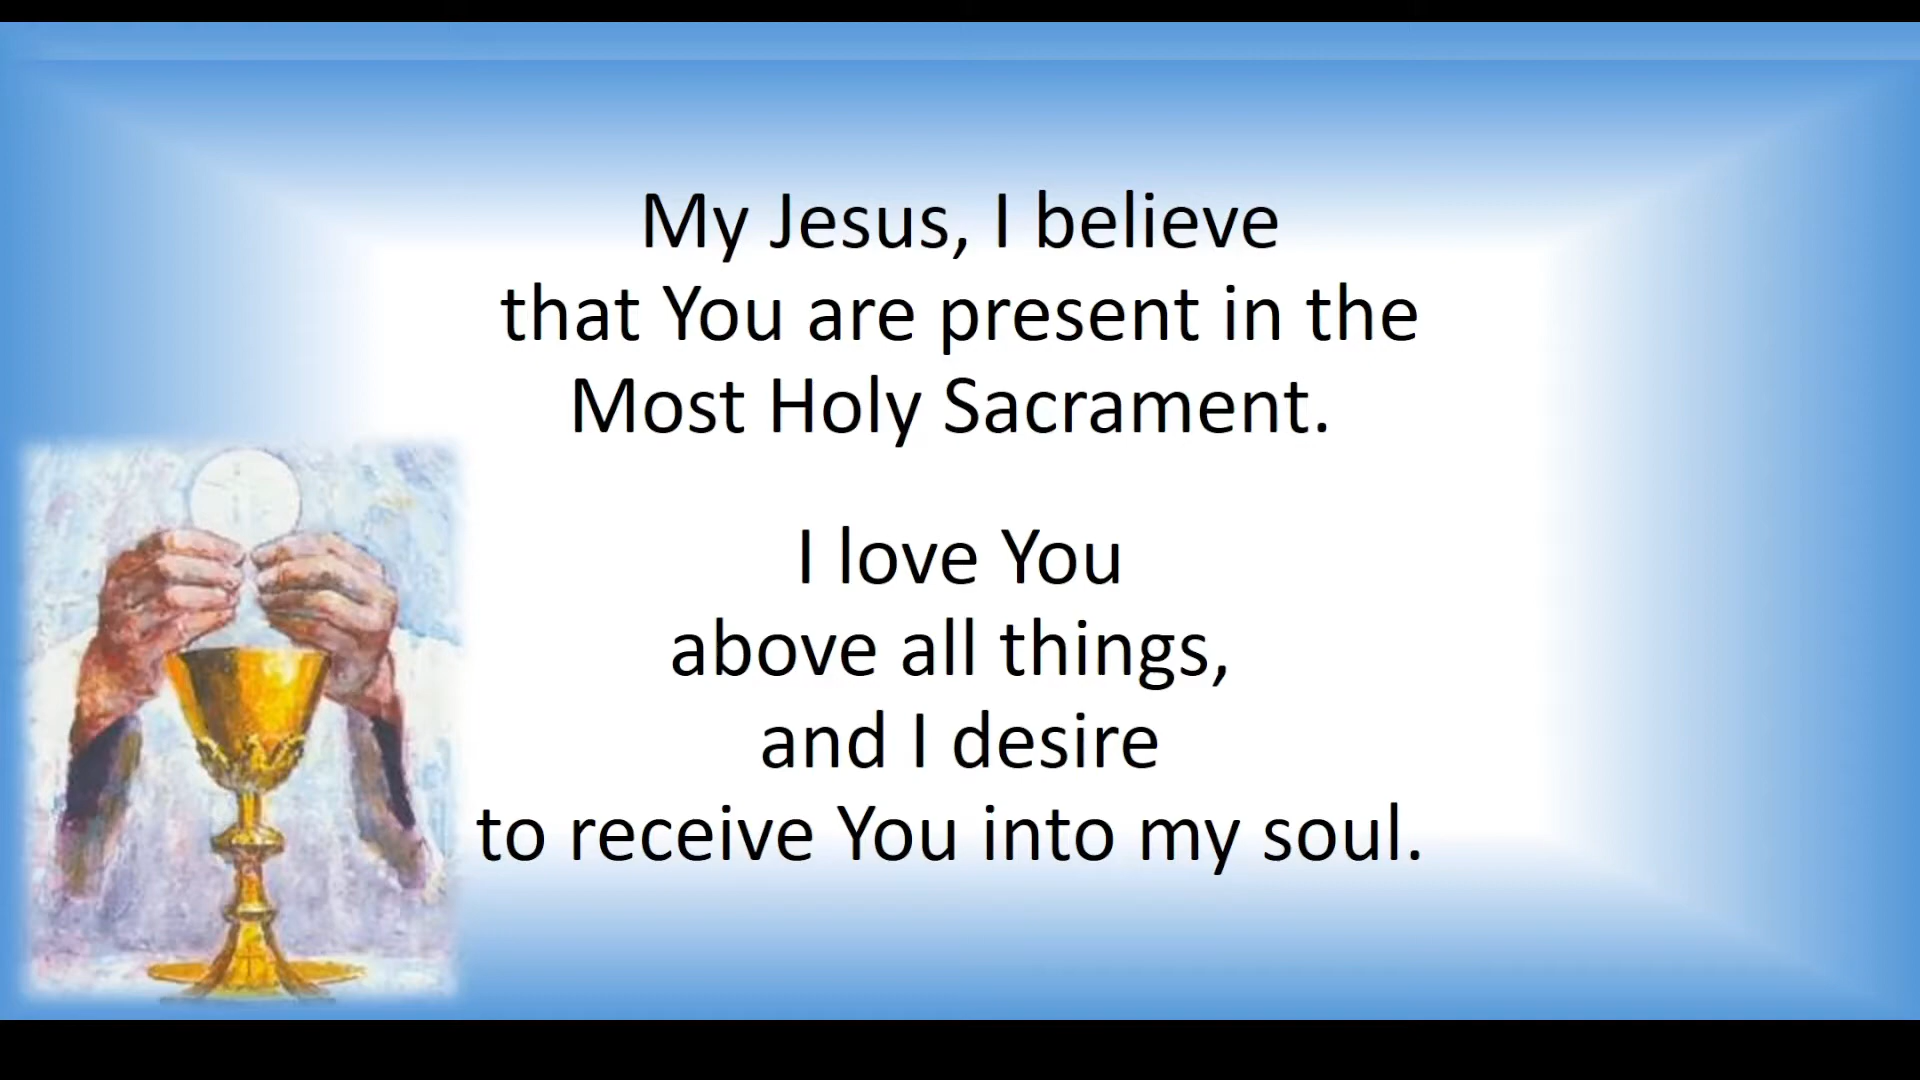 My Jesus, I believe
that You are present in the
Most Holy Sacrament.
I love You
above all things,
and I desire
to receive You into my soul.